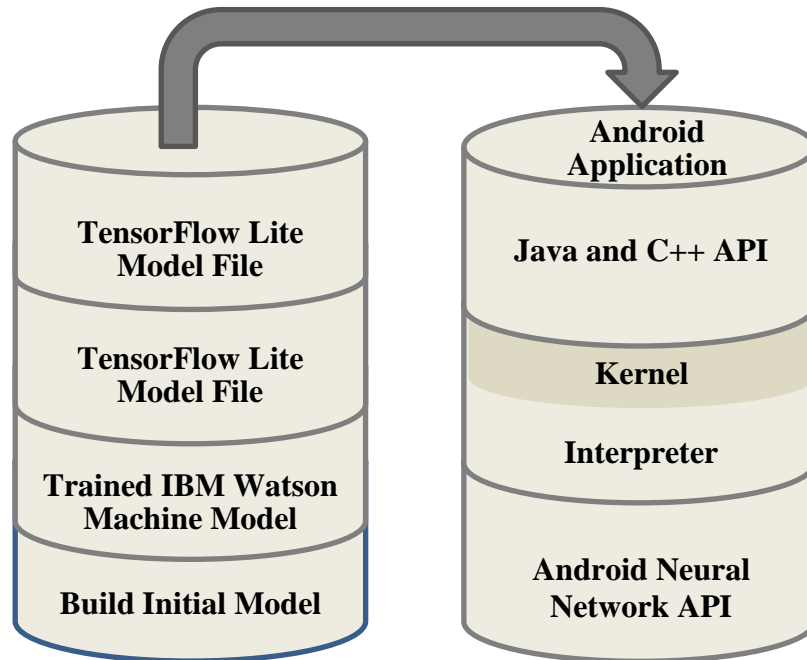 TensorFlow Lite
Model File
TensorFlow Lite
Model File
Trained IBM Watson
Machine Model
Build Initial Model
Android
Application
Java and C++ API
Kernel
Interpreter
Android Neural
Network API